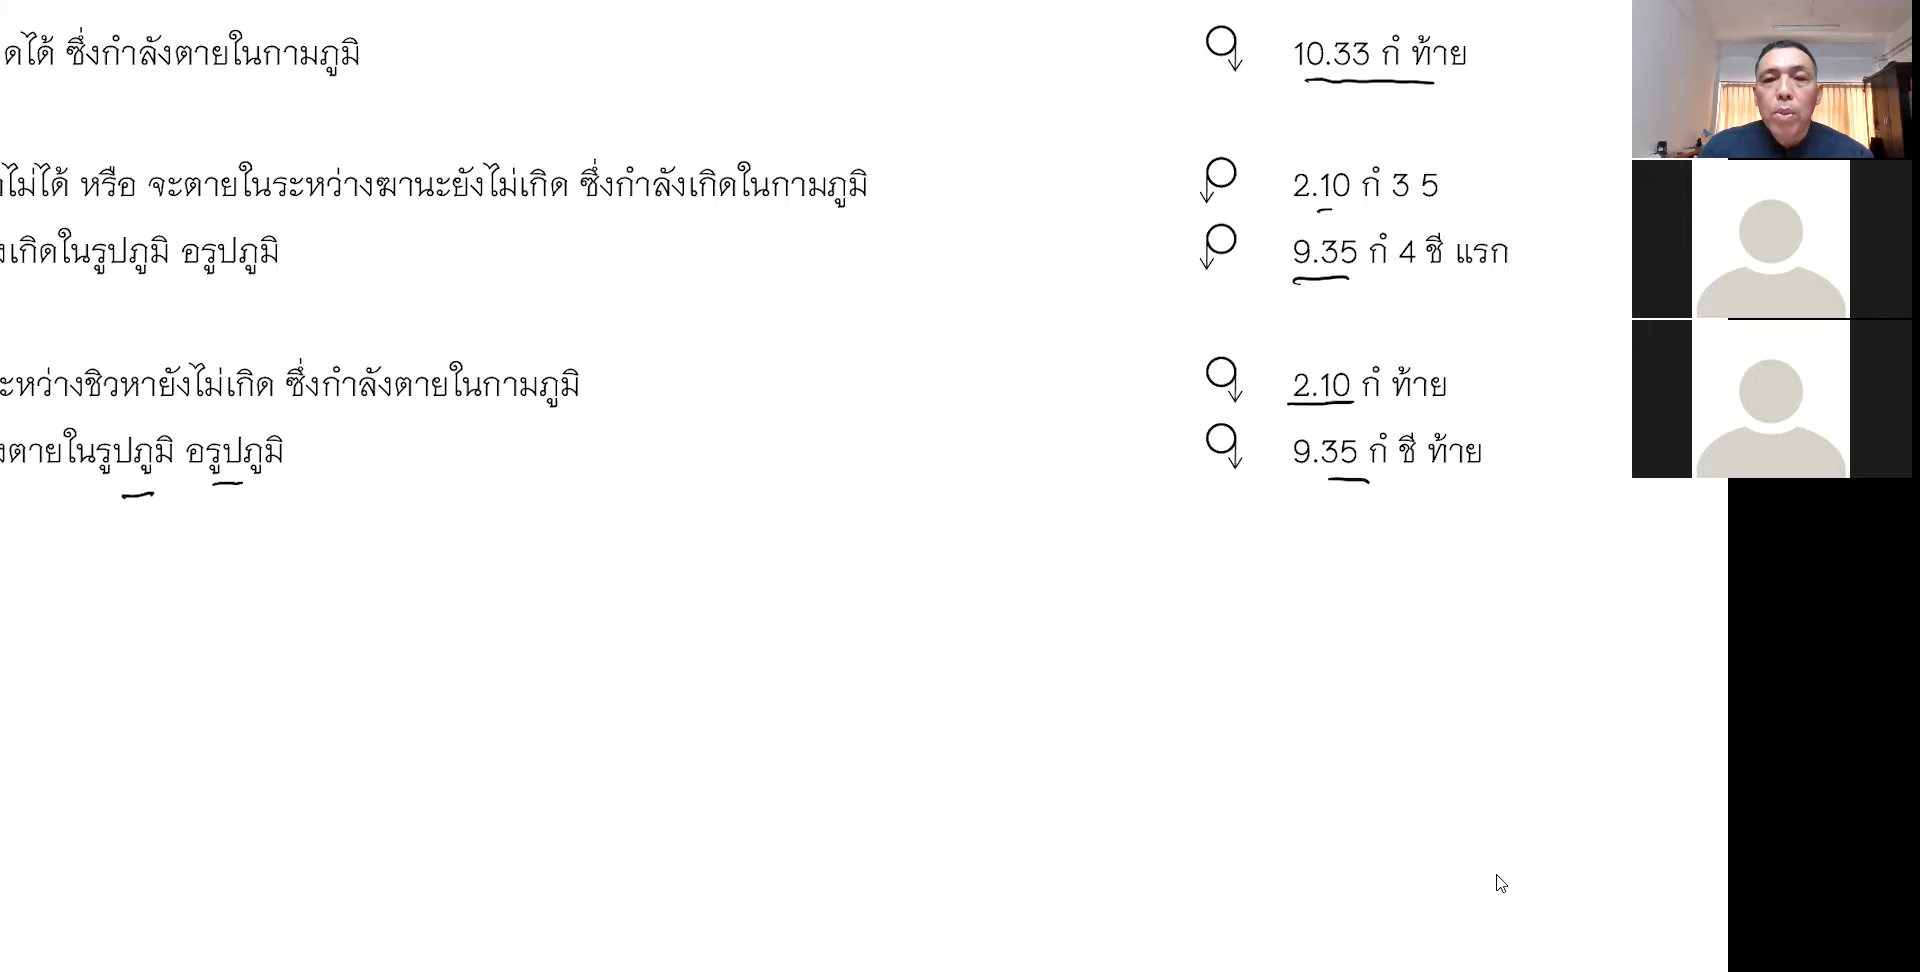 ดได้ ซึ่งกำลังตายในกามภูมิ 10.33 กํ ท้าย
ไม่ได้ หรือ จะตายในระหว่างฆานะยังไม่เกิด ซึ่งกำลังเกิดในกามภูมิ 2.10 กํ 3 5
งเกิดในรูปภูมิ อรูปภูมิ 9.35 กํ 4 ชี แรก
ะหว่างชิวหายังไม่เกิด ซึ่งกำลังตายในกามภูมิ 2.10 กํ ท้าย
งตายในรูปภูมิ อรูปภูมิ 9.35 กํ ชี ท้าย